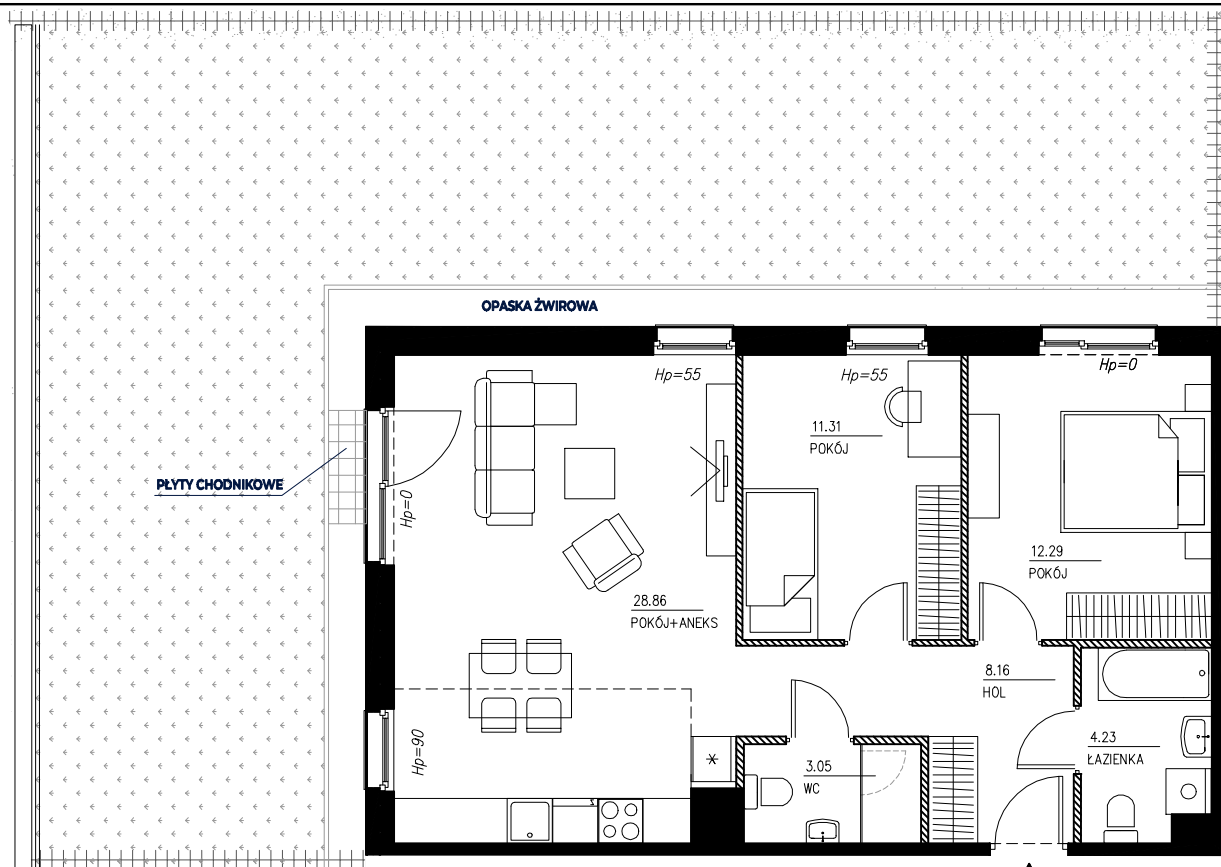 OPASKA ŻWIROWA
Hp=55
Hp=55
Hp=0
11.31
POKÓJ
PŁYTY CHODNIKOWE
Hp=0
12.29
POKÓJ
28.86
POKÓJ+ANEKS
8.16
HOL
Hp=90
4.23
ŁAZIENKA
3.05
WC